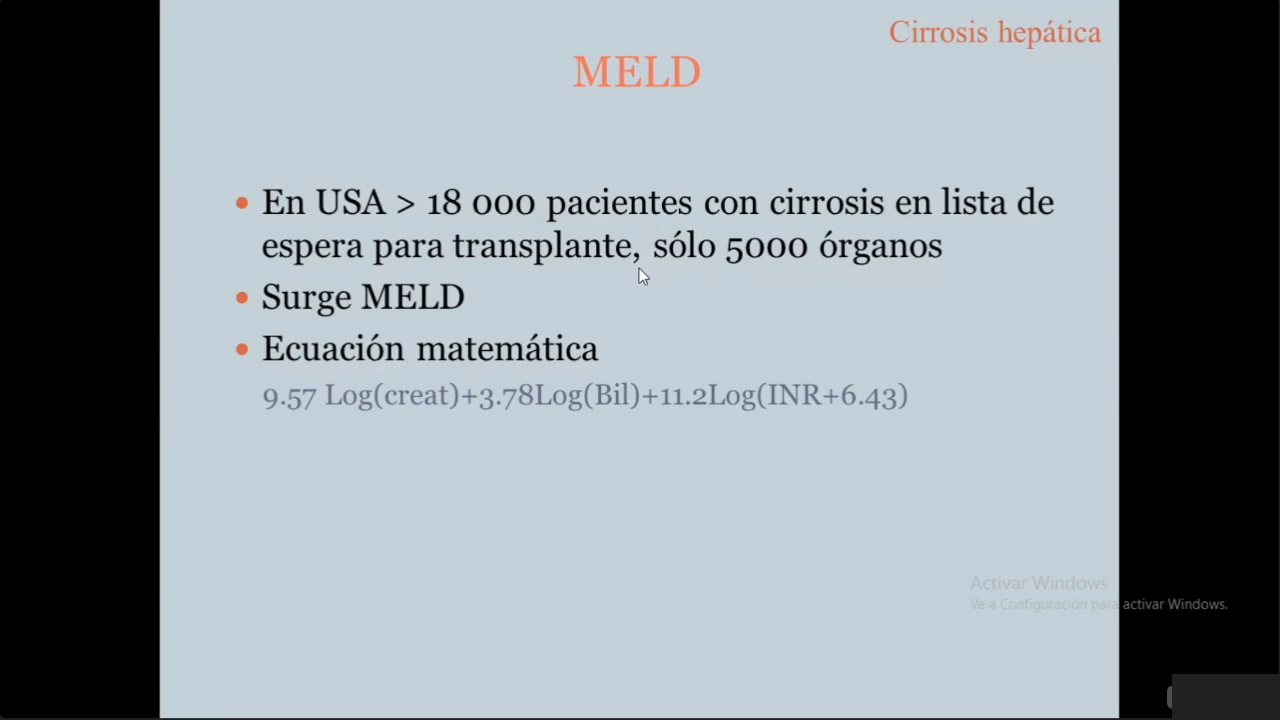 Cirrosis hepática
MELD
• En USA > 18 000 pacientes con cirrosis en lista de
espera para transplante, sólo 5000 órganos
• Surge MELD
• Ecuación matemática
9.57 Log(creat)+3.78Log(Bil)+11.2Log(INR+6.43)
Activar Windows
Ve a Configuración para activar Windows.